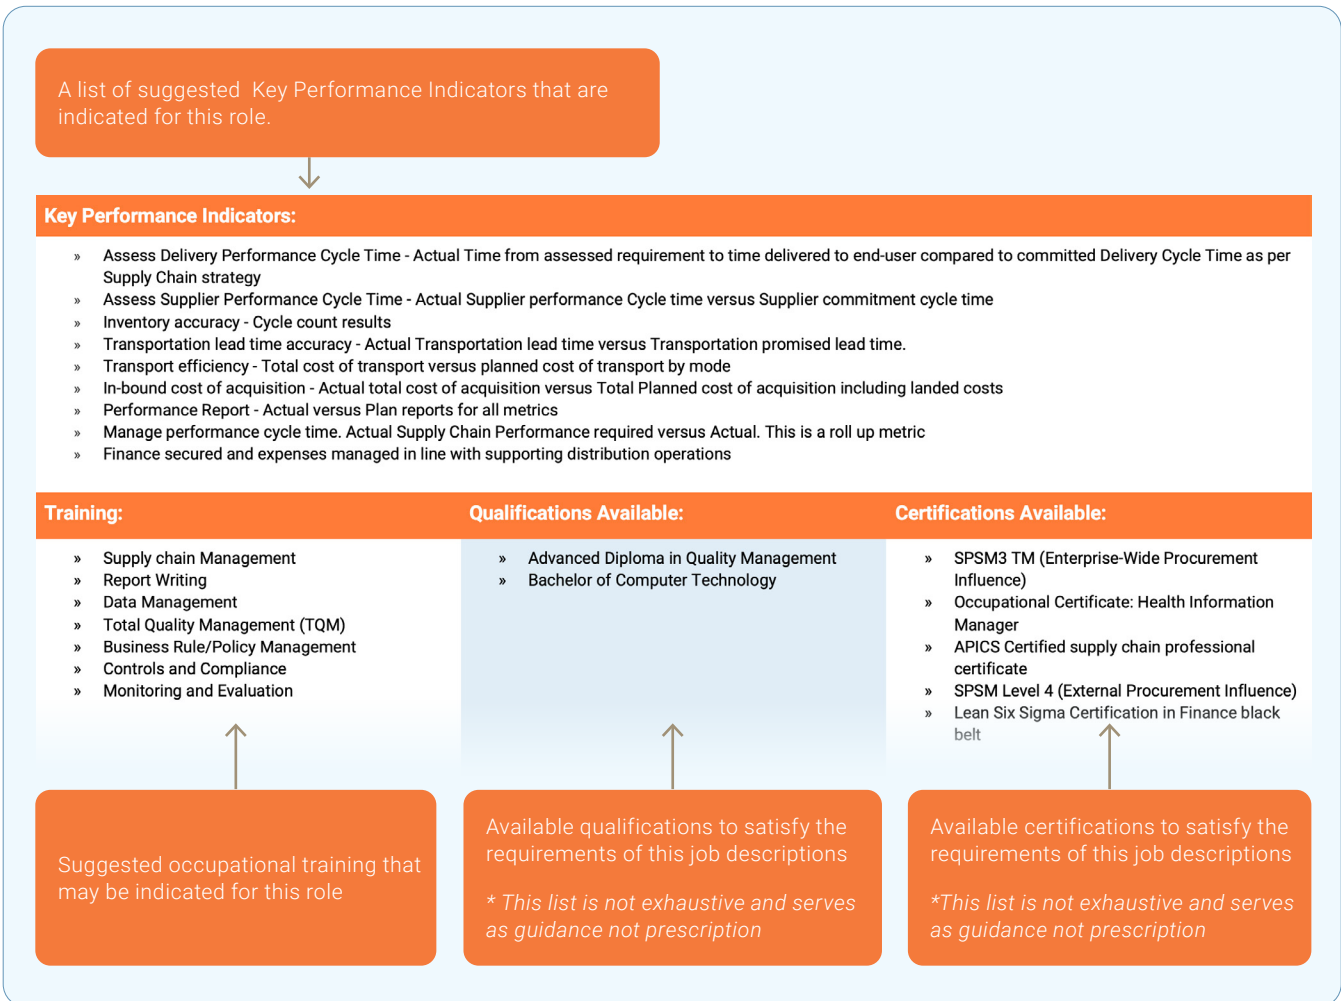 A list of suggested  Key Performance Indicators that are
indicated for this role.
Key Performance Indicators:
» Assess Delivery Performance Cycle Time - Actual Time from assessed requirement to time delivered to end-user compared to committed Delivery Cycle Time as per
Supply Chain strategy
» Assess Supplier Performance Cycle Time - Actual Supplier performance Cycle time versus Supplier commitment cycle time
» Inventory accuracy - Cycle count results
» Transportation lead time accuracy - Actual Transportation lead time versus Transportation promised lead time.
» Transport efficiency - Total cost of transport versus planned cost of transport by mode
» In-bound cost of acquisition - Actual total cost of acquisition versus Total Planned cost of acquisition including landed costs
» Performance Report - Actual versus Plan reports for all metrics
» Manage performance cycle time. Actual Supply Chain Performance required versus Actual. This is a roll up metric
» Finance secured and expenses managed in line with supporting distribution operations
Training:
» Supply chain Management
» Report Writing
» Data Management
» Total Quality Management (TQM)
» Business Rule/Policy Management
» Controls and Compliance
» Monitoring and Evaluation
Qualifications Available:
» Advanced Diploma in Quality Management
» Bachelor of Computer Technology
Certifications Available:
» SPSM3 TM (Enterprise-Wide Procurement
Influence)
» Occupational Certificate: Health Information
Manager
» APICS Certified supply chain professional
certificate
» SPSM Level 4 (External Procurement Influence)
» Lean Six Sigma Certification in Finance black
belt
Suggested occupational training that
may be indicated for this role
Available qualifications to satisfy the
requirements of this job descriptions
* This list is not exhaustive and serves
as guidance not prescription
Available certifications to satisfy the
requirements of this job descriptions
*This list is not exhaustive and serves
as guidance not prescription